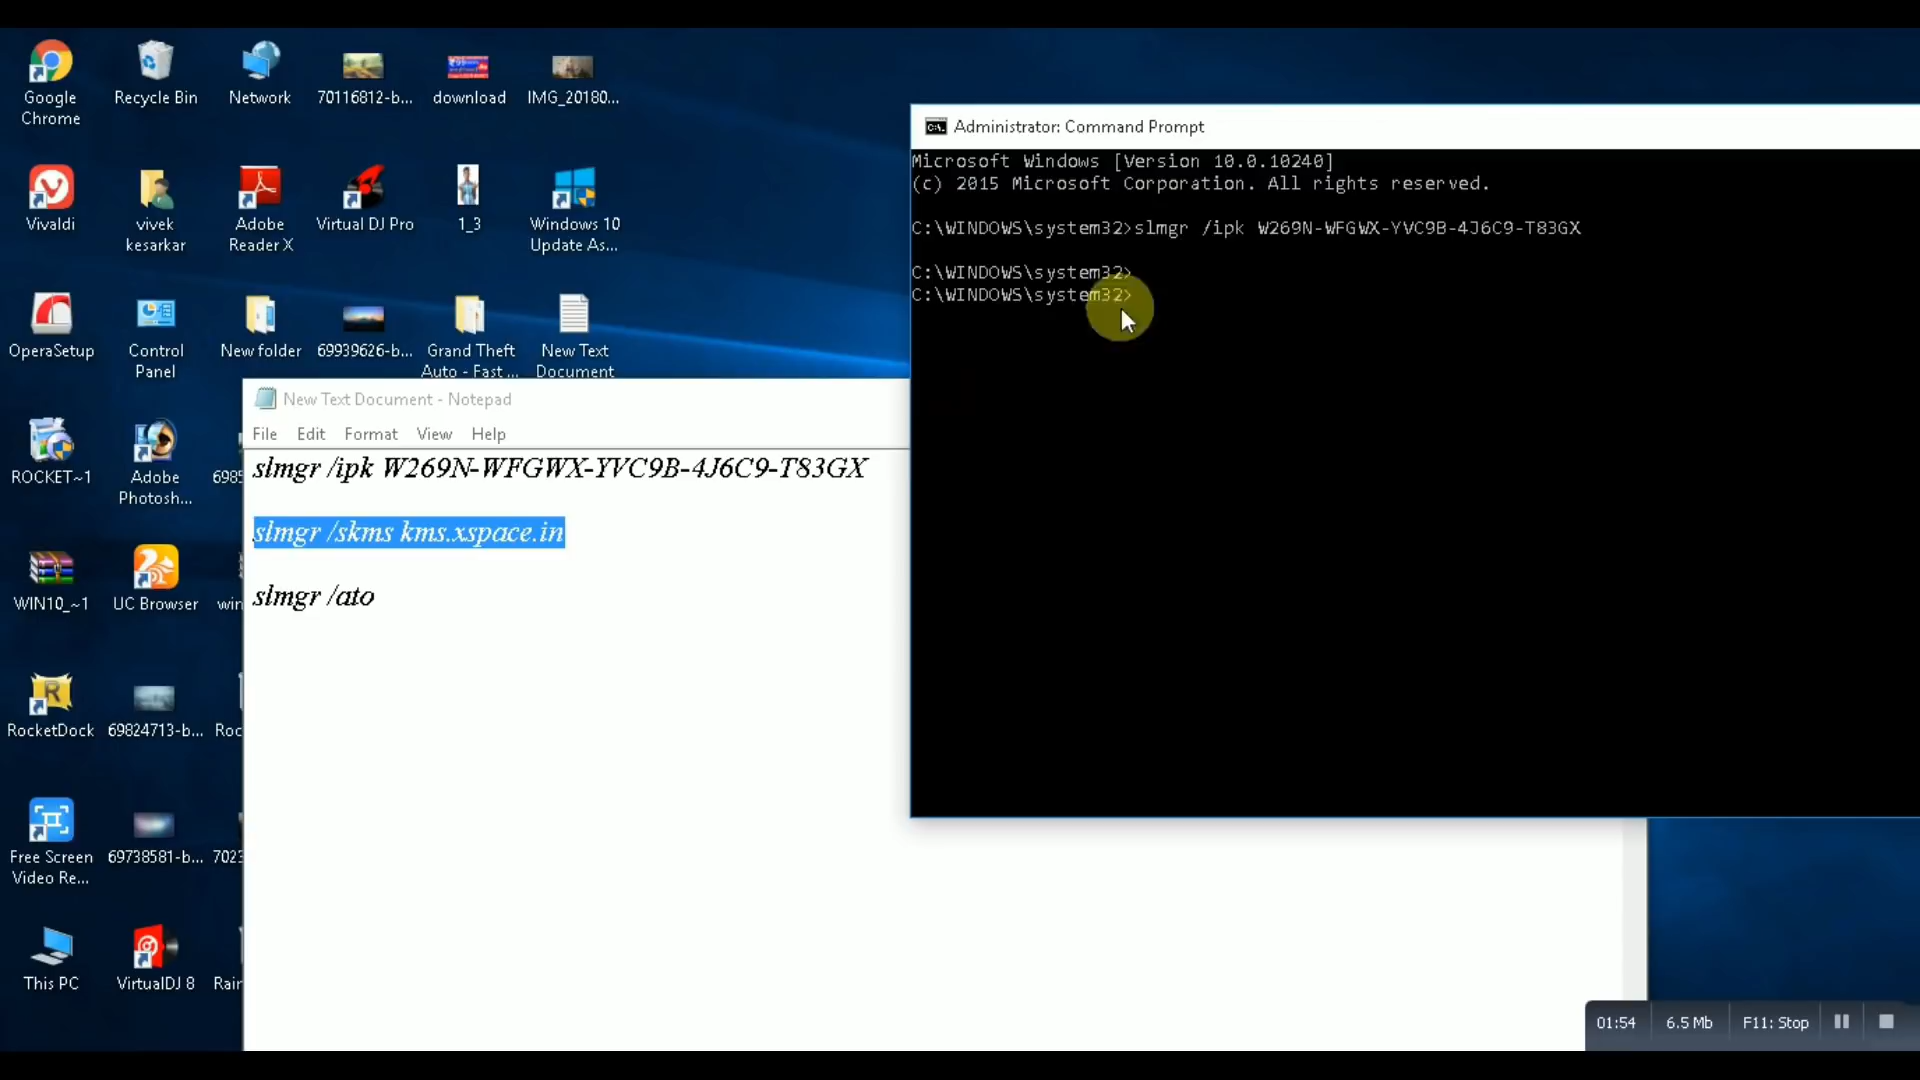 Google
Chrome
Recycle Bin
Network
70116812-b...
download
IMG_20180...
Vivaldi
vivek
kesarkar
Adobe
Reader X
Virtual DJ Pro
1_3
Windows 10
Update As...
OperaSetup
Control
Panel
New folder
69939626-b...
Grand Theft
Auto - Fast ...
New Text
Document
ROCKET~1
Adobe
Photosh...
6985
WIN10_~1
UC Browser
win
RocketDock
69824713-b...
Roc
Free Screen
Video Re...
69738581-b...
7023
This PC
VirtualDJ 8
Rair
New Text Document - Notepad
File Edit Format View Help
slmgr /ipk W269N-WFGWX-YVC9B-4J6C9-T83GX
slmgr /skms kms.xspace.in
slmgr /ato
Administrator: Command Prompt
Microsoft Windows [Version 10.0.10240]
(c) 2015 Microsoft Corporation. All rights reserved.
C:\WINDOWS\system32>slmgr /ipk W269N-WFGWX-YVC9B-4J6C9-T83GX
C:\WINDOWS\system32>
C:\WINDOWS\system32>
01:54 6.5 Mb F11: Stop